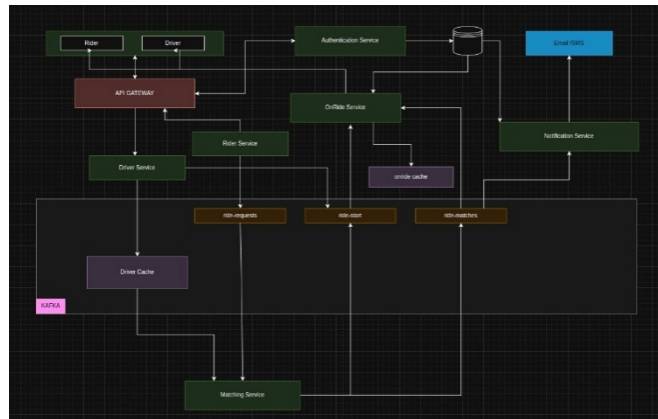 Rider
Driver
Authentication Service
Email /SMS
API GATEWAY
OnRide Service
Rider Service
Notification Service
Driver Service
onride cache
ride-requests
ride-start
ride-matches
Driver Cache
KAFKA
Matching Service